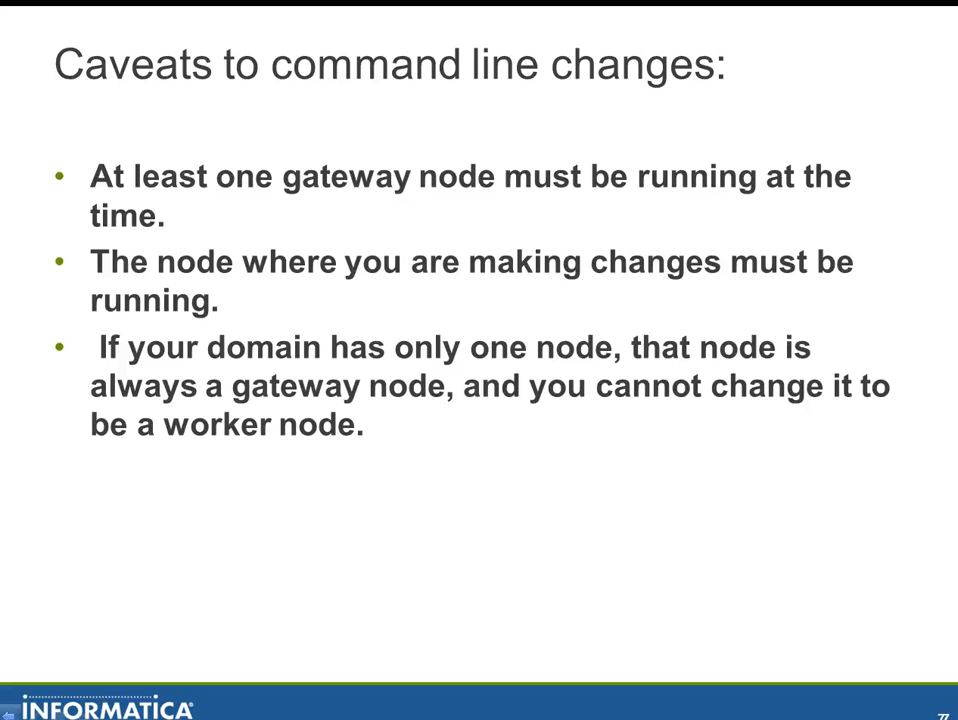 Caveats to command line changes:
• At least one gateway node must be running at the
time.
• The node where you are making changes must be
running.
• If your domain has only one node, that node is
always a gateway node, and you cannot change it to
be a worker node.
INFORMATICA®
77